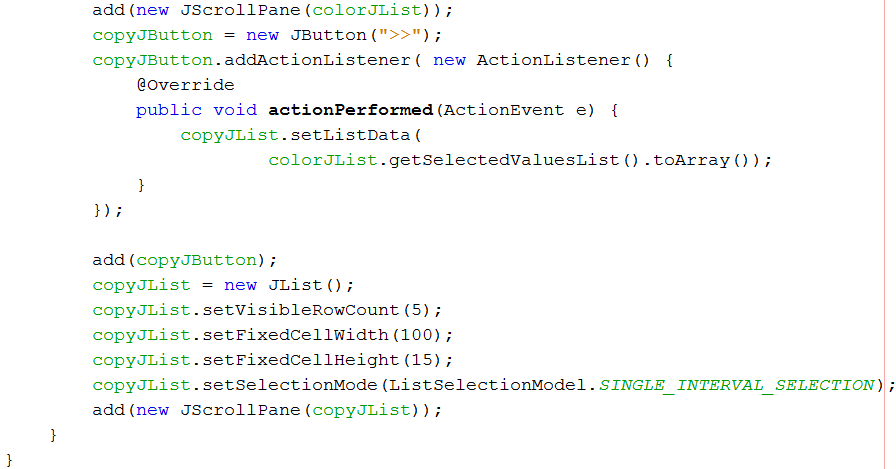 add(new JScrollPane(colorJList));
copyJButton = new JButton(">>");
copyJButton.addActionListener( new ActionListener() {
@Override
public void actionPerformed(ActionEvent e) {
copyJList.setListData(
colorJList.getSelectedValuesList().toArray());
}
});
add(copyJButton);
copyJList = new JList();
copyJList.setVisibleRowCount(5);
copyJList.setFixedCellWidth(100);
copyJList.setFixedCellHeight(15);
copyJList.setSelectionMode(ListSelectionModel.SINGLE_INTERVAL_SELECTION);
add(new JScrollPane(copyJList));
}
}